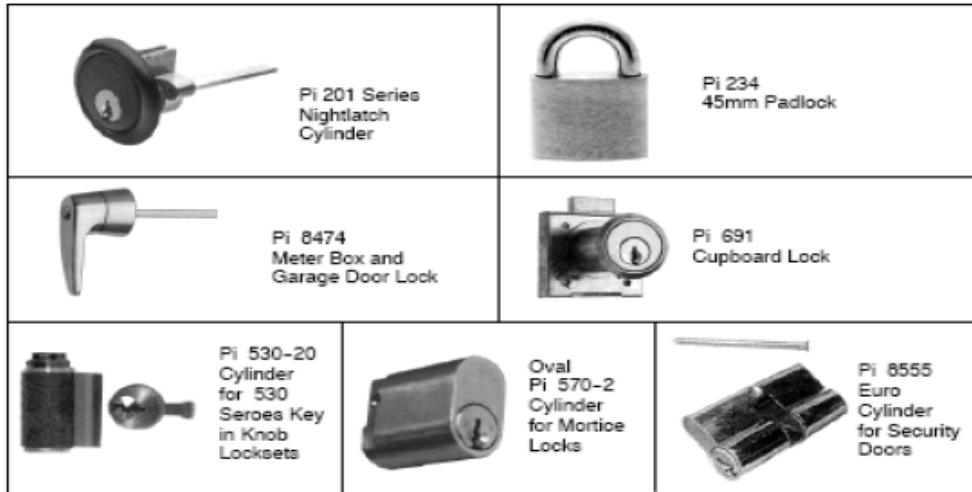 Pi 201 Series
Nightlatch
Cylinder
Pi 234
45mm Padlock
Pi 8474
Meter Box and
Garage Door Lock
Pi 691
Cupboard Lock
Pi 530-20
Cylinder
for 530
Seroes Key
in Knob
Locksets
Oval
Pi 570-2
Cylinder
for Mortice
Locks
Pi 8555
Euro
Cylinder
for Security
Doors